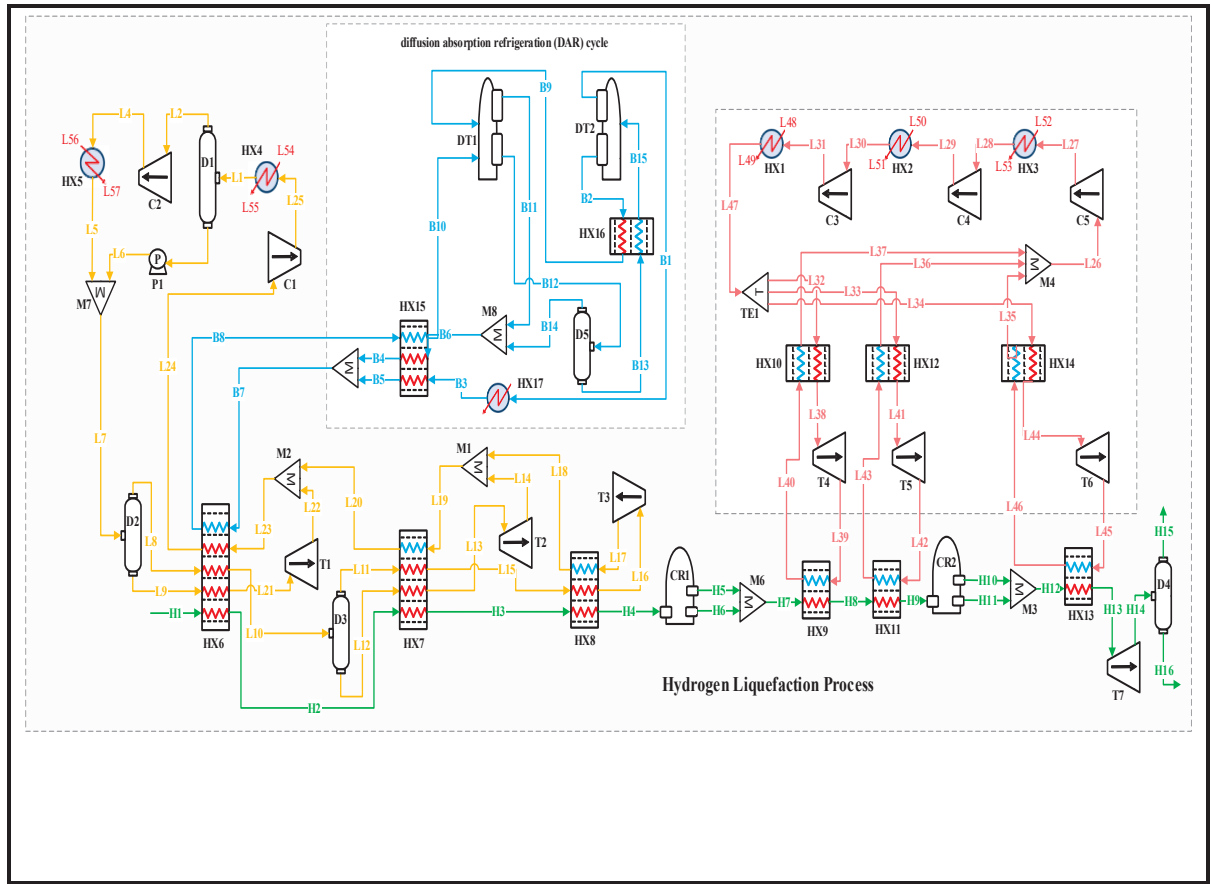 diffusion absorption refrigeration (DAR) cycle
B9
DT1
DT2
B15
B2
B11
B10
HX16
B1
B12
HX15
M8
B14
D5
B6
B8
B4
B5
B3
B13
HX17
B7
M
M
L56
L4
L2
D1
HX4
L54
HX5
L57
C2
L1
L55
L25
L5
L6
P
P1
C1
M7
M
L24
L7
L48
L50
L52
L49
L31
L30
L51
L29
L28
L53
L27
HX1
HX2
HX3
C3
C4
C5
L47
L37
L36
M4
M
L26
TE1
T
L32
L33
L34
L35
HX10
HX12
HX14
L38
L41
L44
T4
T5
T6
L40
L43
L46
L39
L42
L45
M2
M
L20
M1
M
L18
L14
T3
D2
L8
L23
L22
L19
L13
T2
L17
L16
T1
L11
L15
L9
L21
H1
L10
D3
L12
H3
HX6
HX7
HX8
H2
H4
CR1
H5
H6
M6
M
H7
HX9
H8
HX11
H9
CR2
H10
H11
M3
M
H12
HX13
H13
H14
T7
D4
H15
H16
Hydrogen Liquefaction Process